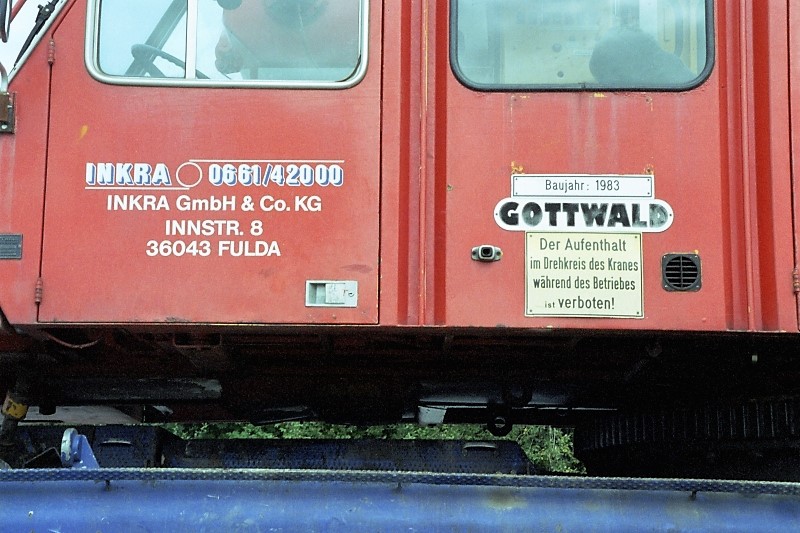 INKRA 0661/42000
INKRA GmbH & Co. KG
INNSTR. 8
36043 FULDA
Baujahr: 1983
GOTTWALD
Der Aufenthalt
im Drehkreis des Kranes
während des Betriebes
ist verboten!